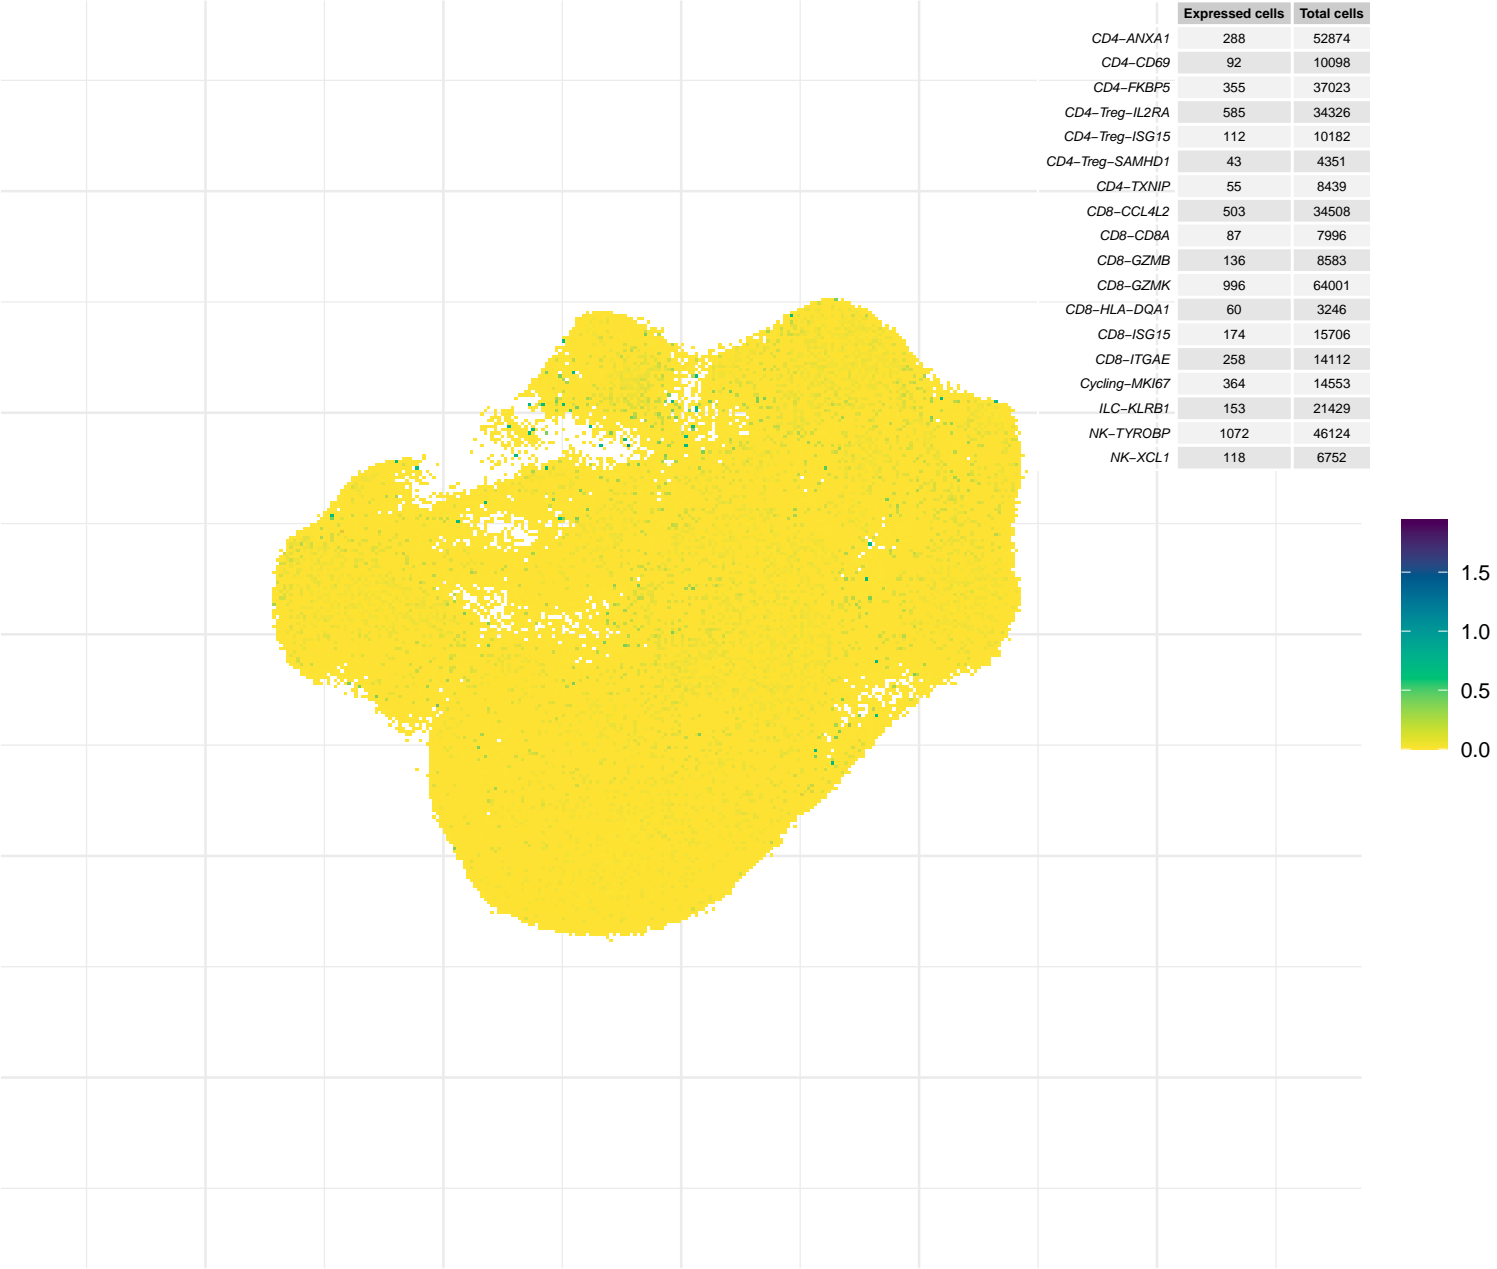 Expressed cells Total cells
CD4−ANXA1 288 52874
CD4−CD69 92 10098
CD4−FKBP5 355 37023
CD4−Treg−IL2RA 585 34326
CD4−Treg−ISG15 112 10182
CD4−Treg−SAMHD1 43 4351
CD4−TXNIP 55 8439
CD8−CCL4L2 503 34508
CD8−CD8A 87 7996
CD8−GZMB 136 8583
CD8−GZMK 996 64001
CD8−HLA−DQA1 60 3246
CD8−ISG15 174 15706
CD8−ITGAE 258 14112
Cycling−MKI67 364 14553
ILC−KLRB1 153 21429
NK−TYROBP 1072 46124
NK−XCL1 118 6752
1.5
1.0
0.5
0.0